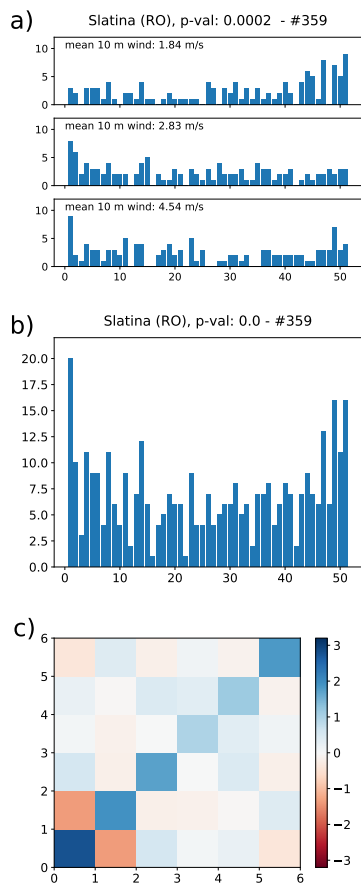 a)
Slatina (RO), p-val: 0.0002 - #359
10
5
0
mean 10 m wind: 1.84 m/s
10
5
0
mean 10 m wind: 2.83 m/s
10
5
0
mean 10 m wind: 4.54 m/s
0 10 20 30 40 50
b)
Slatina (RO), p-val: 0.0 - #359
20.0
17.5
15.0
12.5
10.0
7.5
5.0
2.5
0.0
0 10 20 30 40 50
c)
6
5
4
3
2
1
0
0 1 2 3 4 5 6
3
2
1
0
−1
−2
−3